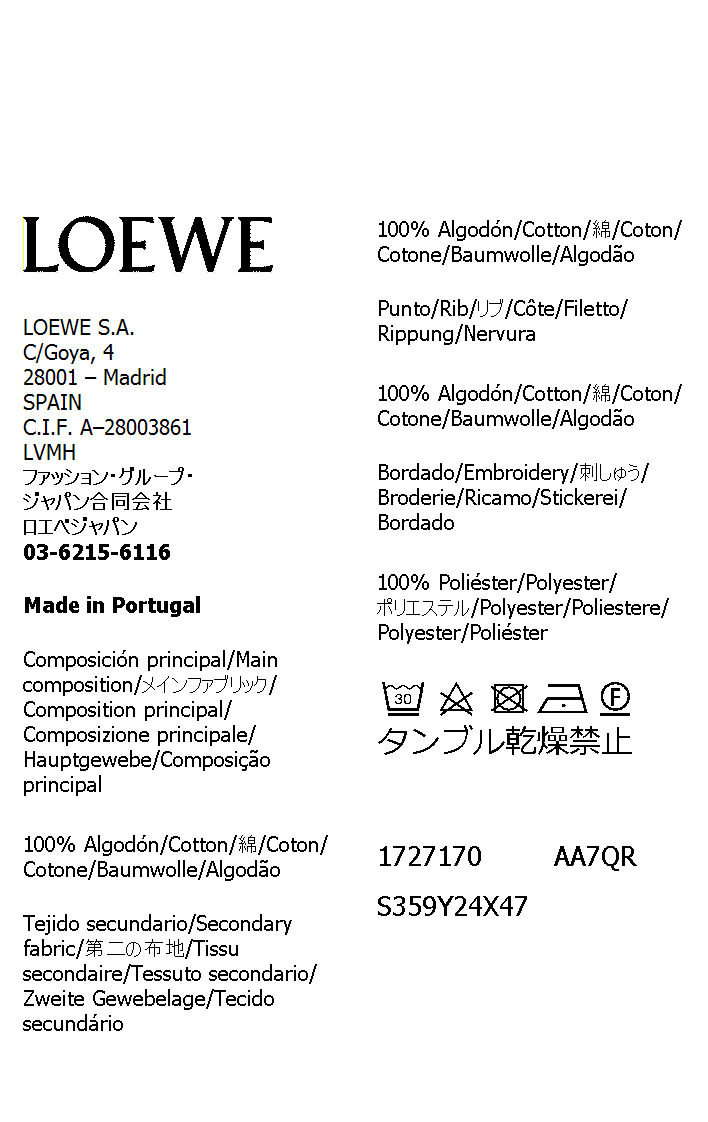 LOEWE
LOEWE S.A.
C/Goya, 4
28001 – Madrid
SPAIN
C.I.F. A–28003861
LVMH
ファッション・グループ・
ジャパン合同会社
ロエベジャパン
03-6215-6116
Made in Portugal
Composición principal/Main
composition/メインファブリック/
Composition principal/
Composizione principale/
Hauptgewebe/Composição
principal
100% Algodón/Cotton/綿/Coton/
Cotone/Baumwolle/Algodão
Tejido secundario/Secondary
fabric/第二の布地/Tissu
secondaire/Tessuto secondario/
Zweite Gewebelage/Tecido
secundário
100% Algodón/Cotton/綿/Coton/
Cotone/Baumwolle/Algodão
Punto/Rib/リブ/Côte/Filetto/
Rippung/Nervura
100% Algodón/Cotton/綿/Coton/
Cotone/Baumwolle/Algodão
Bordado/Embroidery/刺しゅう/
Broderie/Ricamo/Stickerei/
Bordado
100% Poliéster/Polyester/
ポリエステル/Polyester/Poliestere/
Polyester/Poliéster
30 F
タンブル乾燥禁止
1727170 AA7QR
S359Y24X47